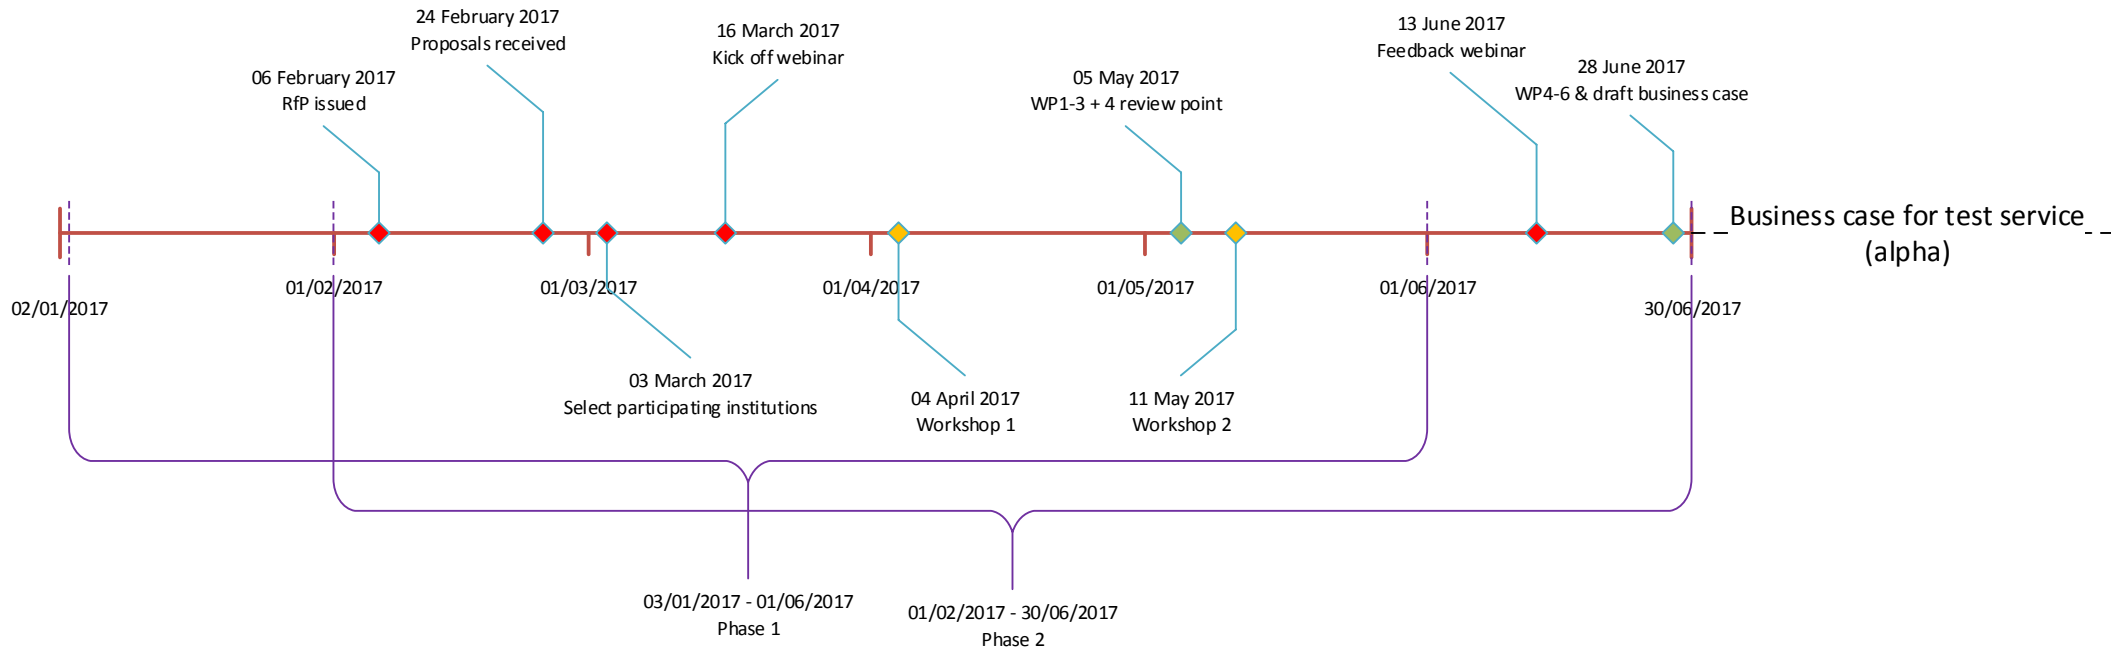 24 February 2017
Proposals received
16 March 2017
Kick off webinar
13 June 2017
Feedback webinar
06 February 2017
RfP issued
05 May 2017
WP1-3 + 4 review point
28 June 2017
WP4-6 & draft business case
Business case for test service
(alpha)
02/01/2017
01/02/2017
01/03/2017
01/04/2017
01/05/2017
01/06/2017
30/06/2017
03 March 2017
Select participating institutions
04 April 2017
Workshop 1
11 May 2017
Workshop 2
03/01/2017 - 01/06/2017
Phase 1
01/02/2017 - 30/06/2017
Phase 2